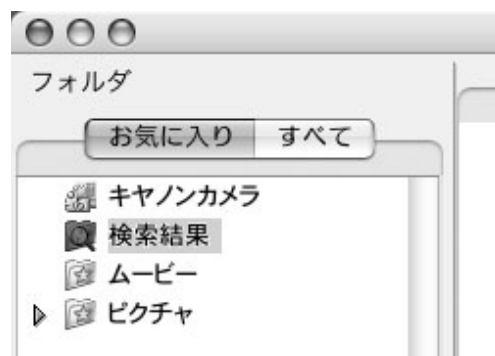 フォルダ
お気に入り すべて
キヤノンカメラ
検索結果
ムービー
ピクチャ